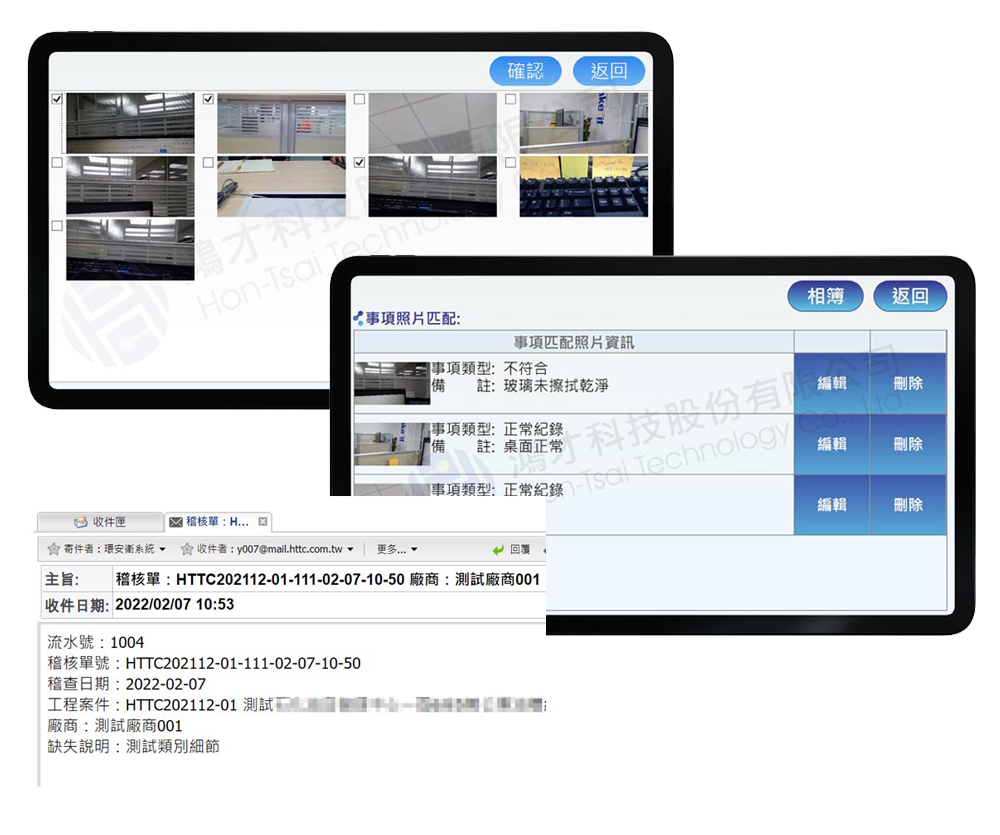 確認 返回
鴻才科技股份有限公司
Hon-Tsai Technology Co., Ltd.
相簿 返回
事項照片匹配:
事項匹配照片資訊
事項類型: 不符合
備 註: 玻璃未擦拭乾淨
編輯 刪除
事項類型: 正常紀錄
備 註: 桌面正常
編輯 刪除
事項類型: 正常紀錄
編輯 刪除
鴻才科技股份有限公司
Hon-Tsai Technology Co., Ltd.
收件匣 稽核單：H...
寄件者：環安衛系統 收件者：y007@mail.httc.com.tw 更多... 回覆
主旨: 稽核單：HTTC202112-01-111-02-07-10-50 廠商：測試廠商001
收件日期: 2022/02/07 10:53
流水號：1004
稽核單號：HTTC202112-01-111-02-07-10-50
稽查日期：2022-02-07
工程案件：HTTC202112-01 測試
廠商：測試廠商001
缺失說明：測試類別細節